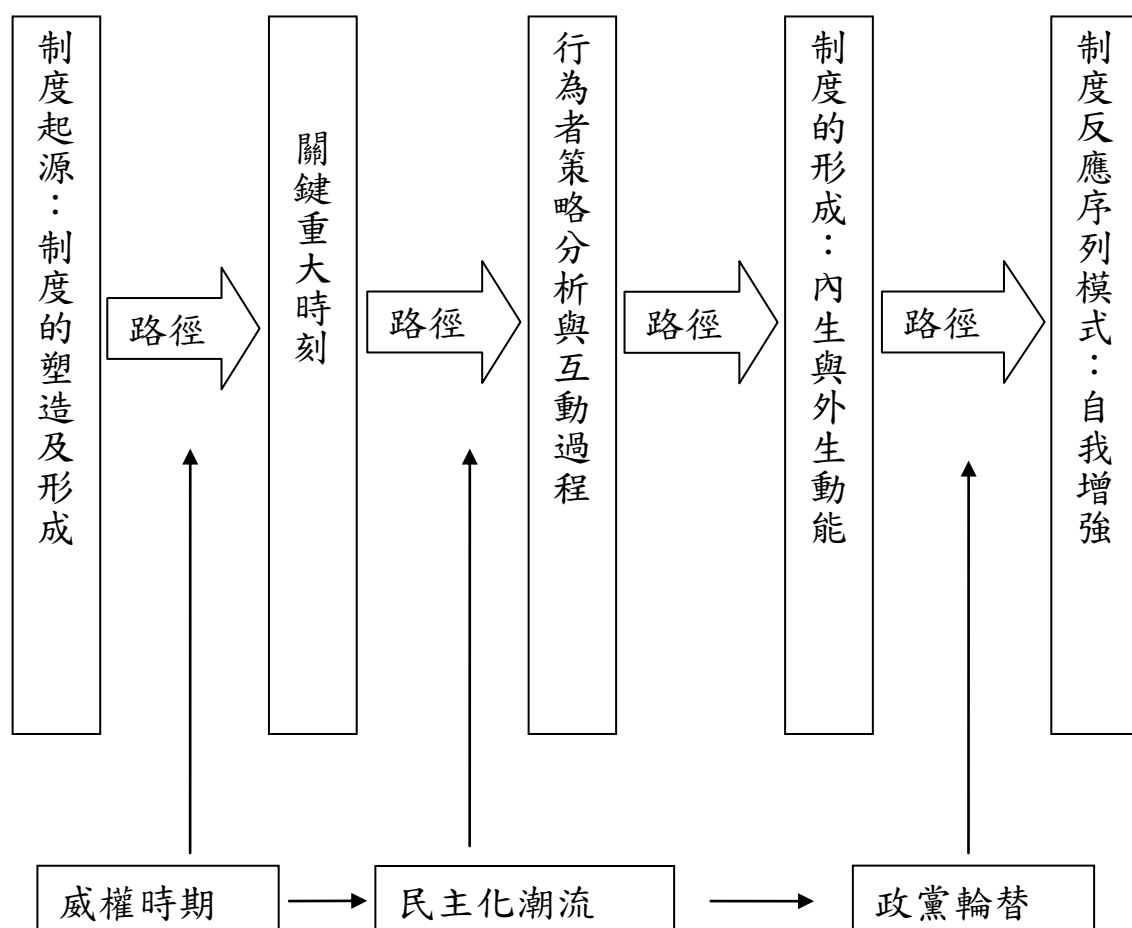 制度起源：制度的塑造及形成
路徑
關鍵重大時刻
路徑
行為者策略分析與互動過程
路徑
制度的形成：內生與外生動能
路徑
制度反應序列模式：自我增強
威權時期
民主化潮流
政黨輪替